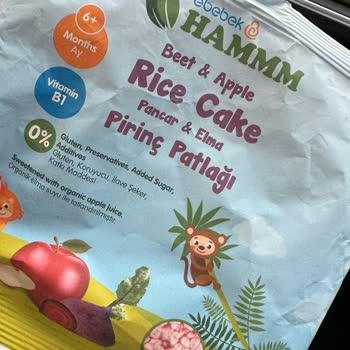 6+
Months
Ay
ebebek
HAMMM
Vitamin
B1
Beet & Apple
Rice Cake
Pancar & Elma
Pirinç Patlağı
0%
Gluten, Preservatives, Added Sugar,
Additives
Gluten, Koruyucu, İlave Şeker,
Katkı Maddesi
Sweetened with organic apple juice.
Organik elma suyu ile tatlandırılmıştır.